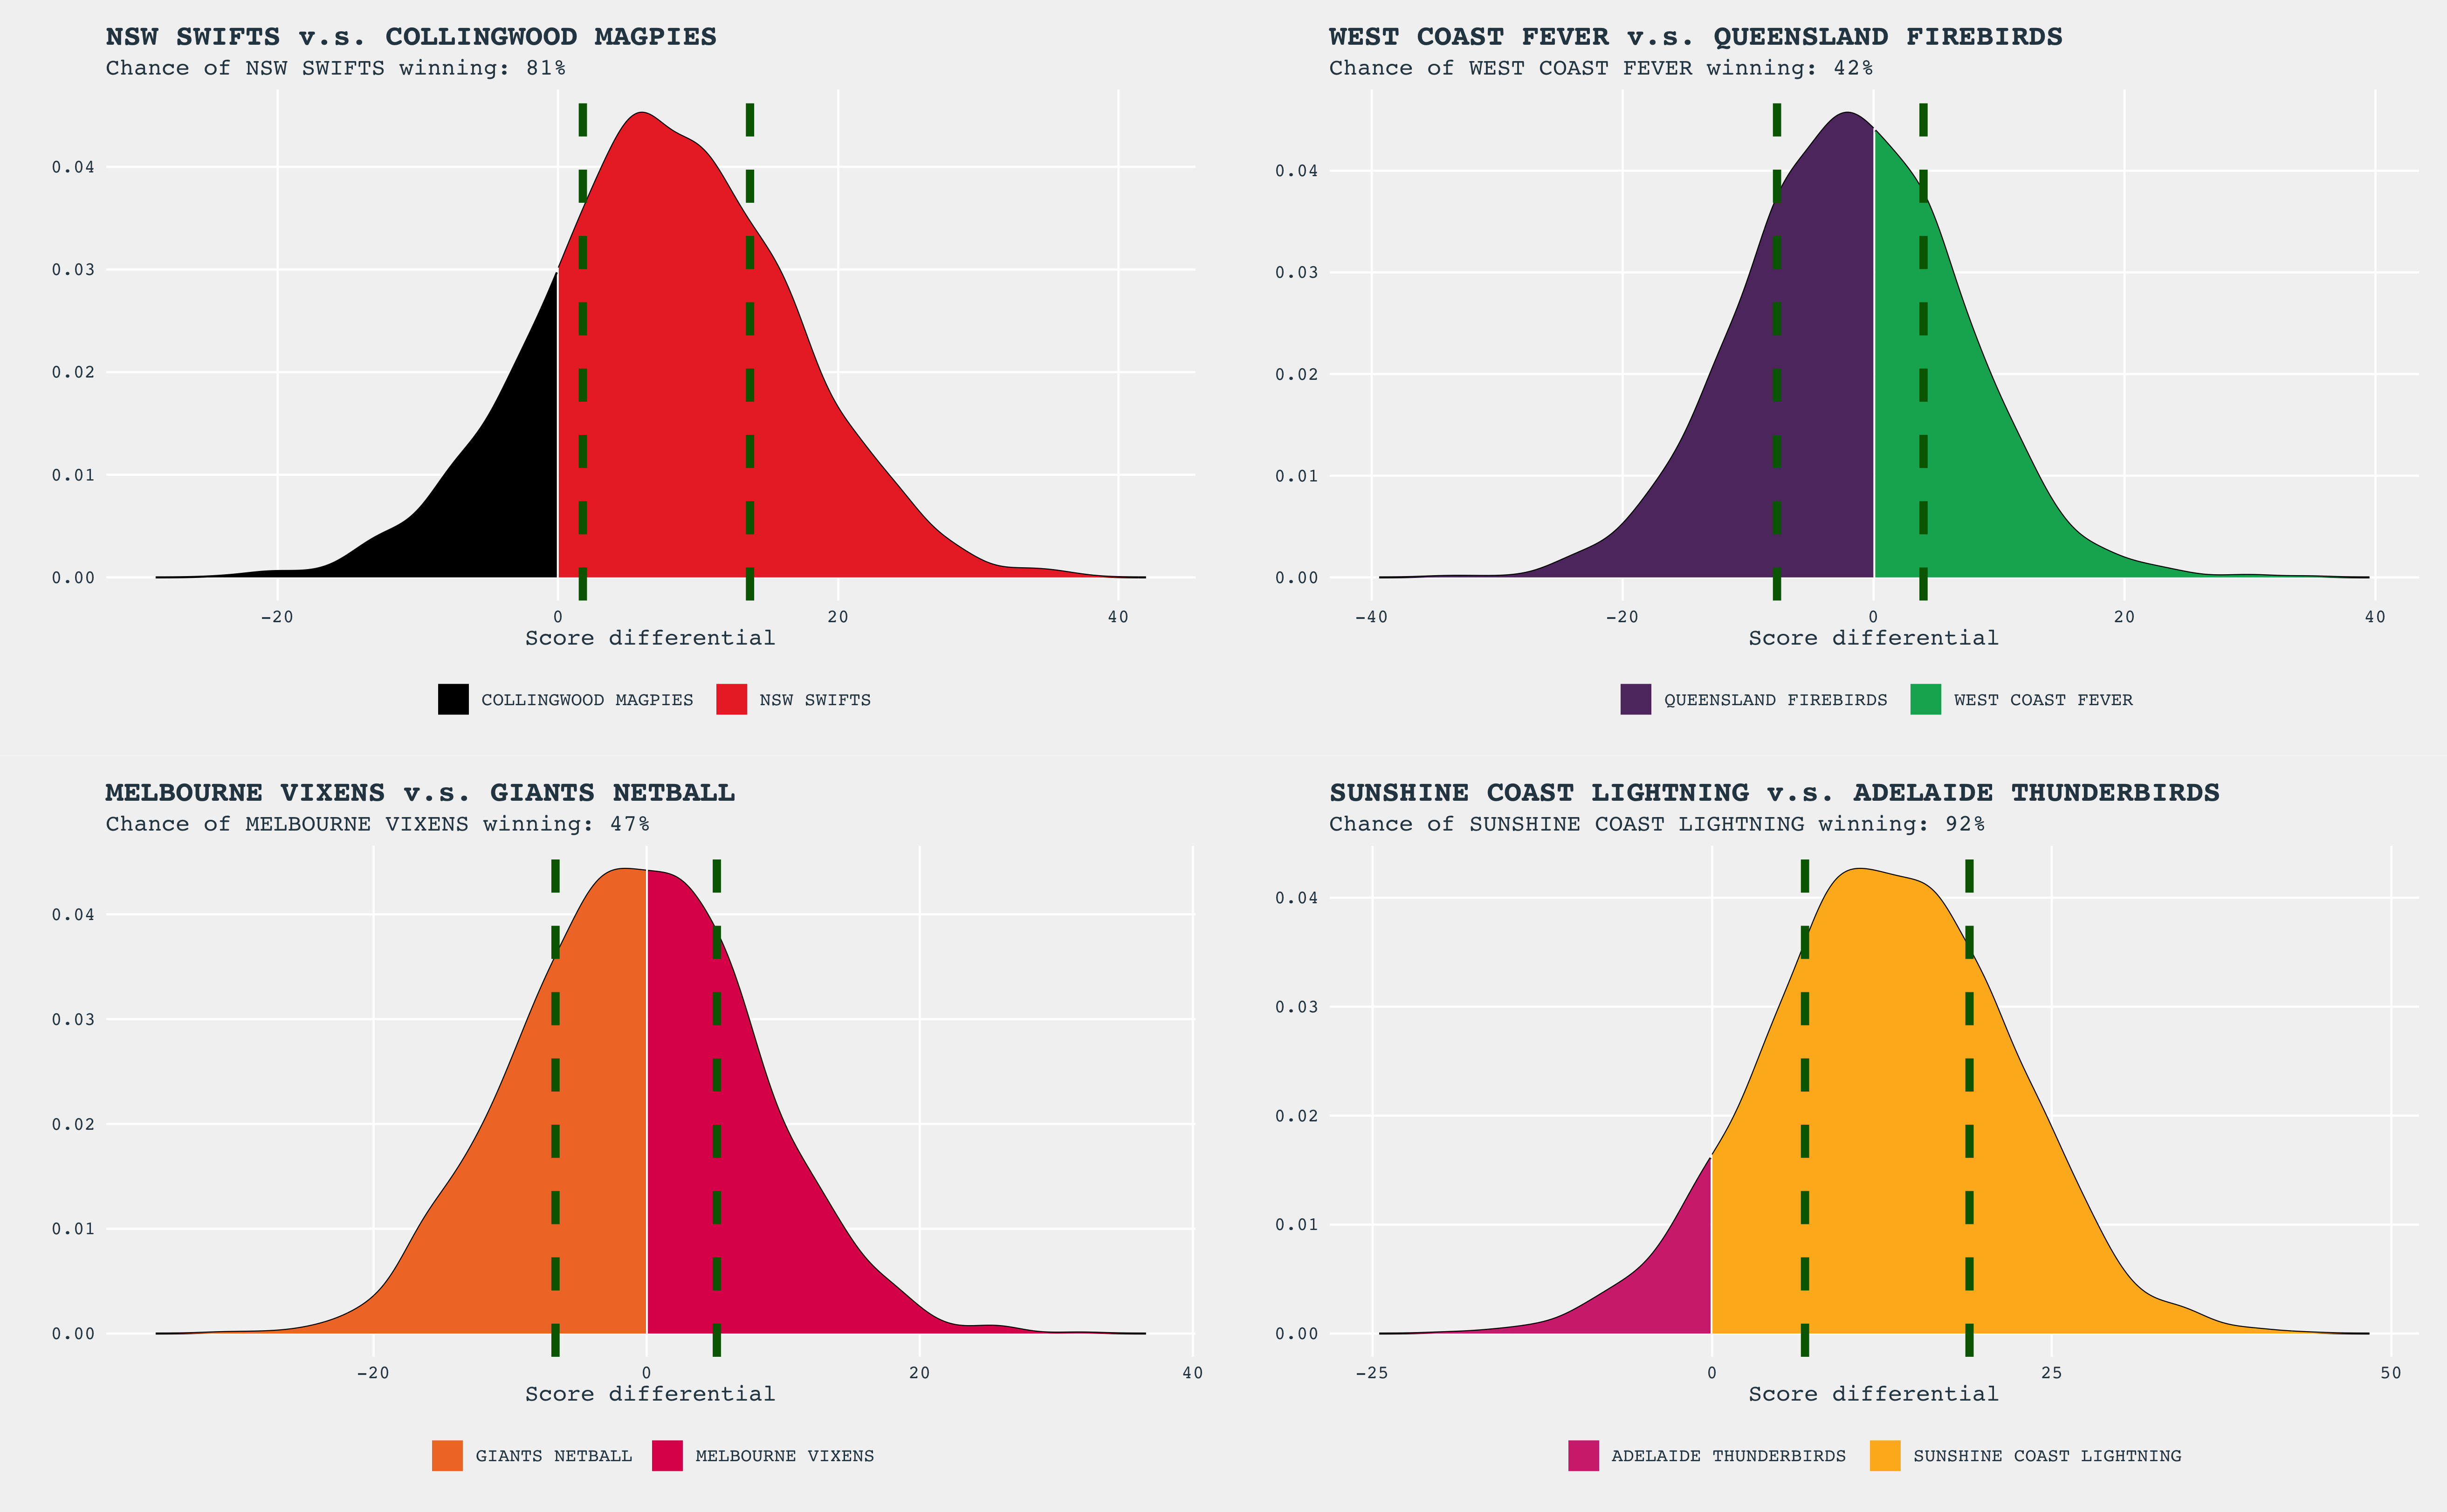 NSW SWIFTS v.s. COLLINGWOOD MAGPIES
Chance of NSW SWIFTS winning: 81%
0.04
0.03
0.02
0.01
0.00
-20
0
20
40
Score differential
COLLINGWOOD MAGPIES
NSW SWIFTS
WEST COAST FEVER v.s. QUEENSLAND FIREBIRDS
Chance of WEST COAST FEVER winning: 42%
0.04
0.03
0.02
0.01
0.00
-40
-20
0
20
40
Score differential
QUEENSLAND FIREBIRDS
WEST COAST FEVER
MELBOURNE VIXENS v.s. GIANTS NETBALL
Chance of MELBOURNE VIXENS winning: 47%
0.04
0.03
0.02
0.01
0.00
-20
0
20
40
Score differential
GIANTS NETBALL
MELBOURNE VIXENS
SUNSHINE COAST LIGHTNING v.s. ADELAIDE THUNDERBIRDS
Chance of SUNSHINE COAST LIGHTNING winning: 92%
0.04
0.03
0.02
0.01
0.00
-25
0
25
50
Score differential
ADELAIDE THUNDERBIRDS
SUNSHINE COAST LIGHTNING